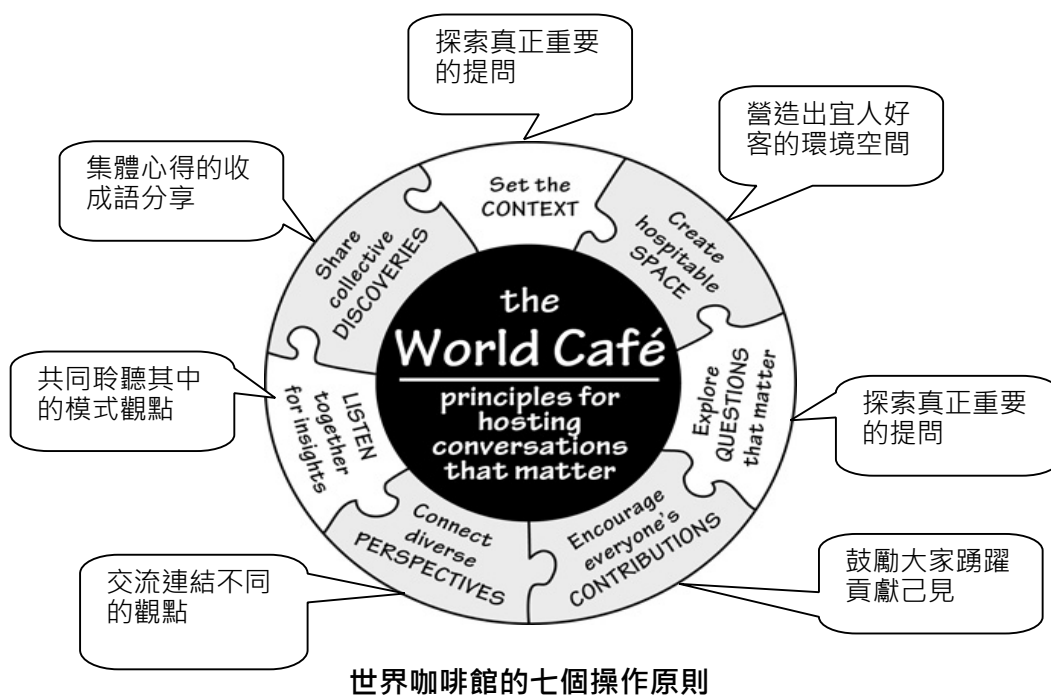 探索真正重要
的提問
營造出宜人好
客的環境空間
集體心得的收
成語分享
Set the
CONTEXT
Create
hospitable
SPACE
Share
collective
DISCOVERIES
the
World Café
principles for
hosting
conversations
that matter
共同聆聽其中
的模式觀點
LISTEN
together
for insights
Explore
QUESTIONS
that matter
探索真正重要
的提問
Connect
diverse
PERSPECTIVES
Encourage
everyone's
CONTRIBUTIONS
交流連結不同
的觀點
鼓勵大家踴躍
貢獻己見
世界咖啡館的七個操作原則